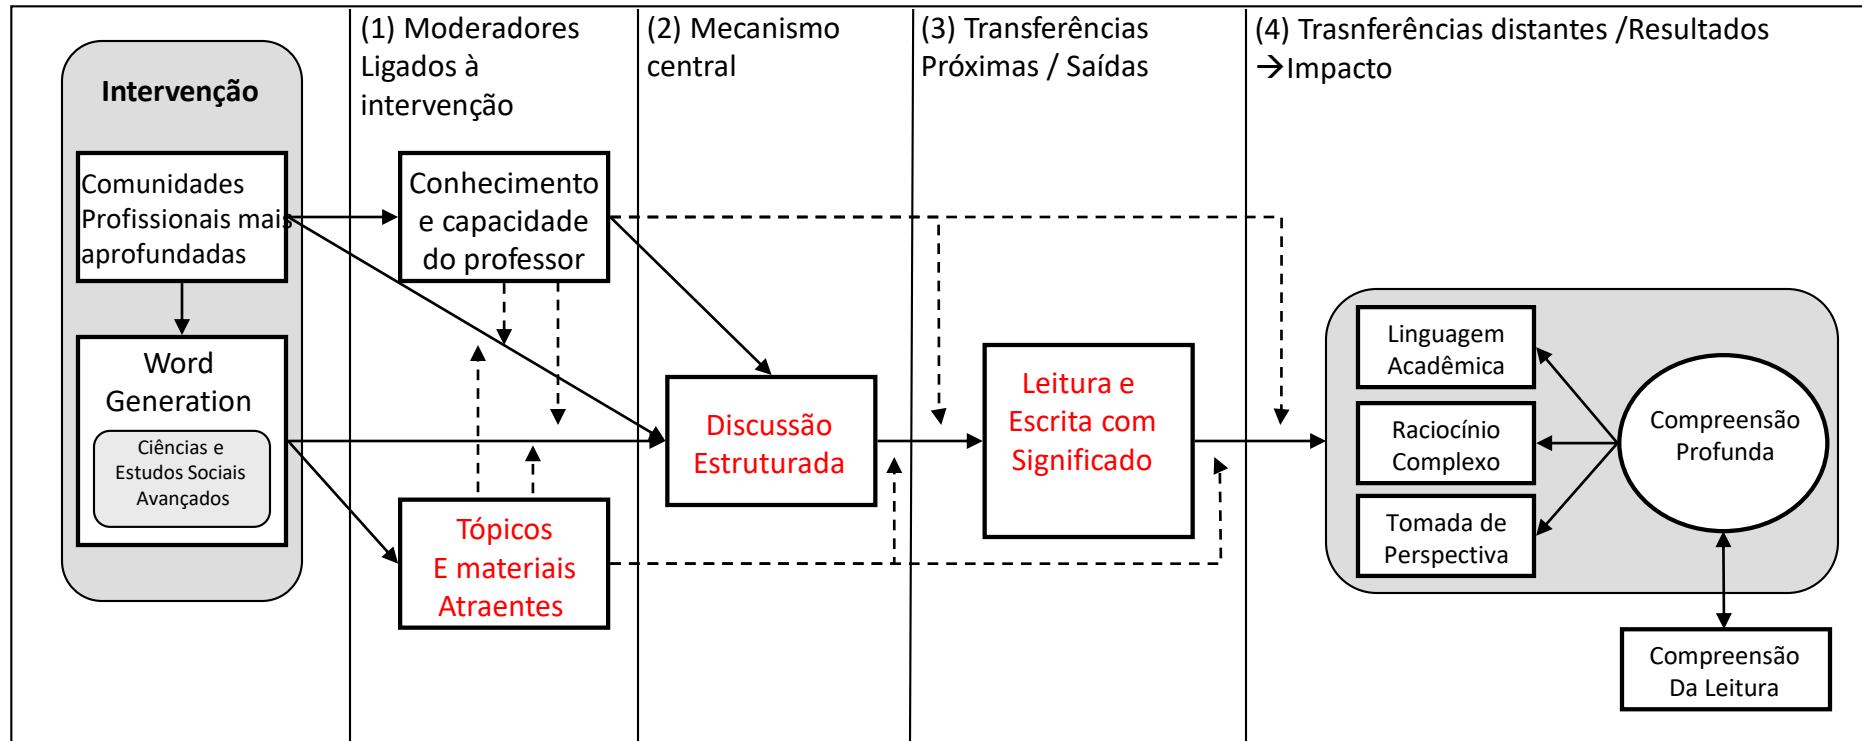 Intervenção
Comunidades
Profissionais mais
aprofundadas
Word
Generation
Ciências e
Estudos Sociais
Avançados
(1) Moderadores
Ligados à
intervenção
Conhecimento
e capacidade
do professor
Tópicos
E materiais
Atraentes
(2) Mecanismo
central
Discussão
Estruturada
(3) Transferências
Próximas / Saídas
Leitura e
Escrita com
Significado
(4) Trasnferências distantes /Resultados
→Impacto
Linguagem
Acadêmica
Raciocínio
Complexo
Tomada de
Perspectiva
Compreensão
Profunda
Compreensão
Da Leitura